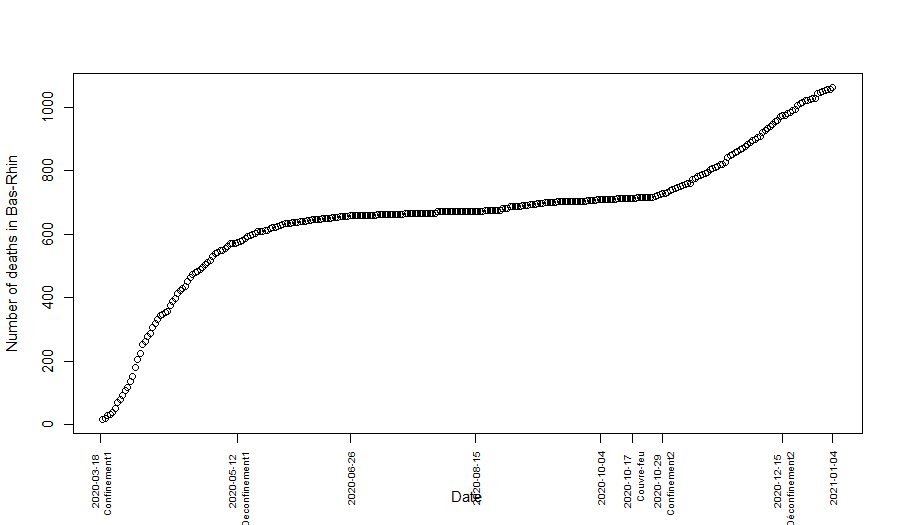 Number of deaths in Bas-Rhin
1000
800
600
400
200
0
2020-03-18
Confinement1
2020-05-12
Déconfinement1
2020-06-26
2020-08-15
2020-10-04
2020-10-17
Couvre-feu
2020-10-29
Confinement2
2020-12-15
Déconfinement2
2021-01-04
Date